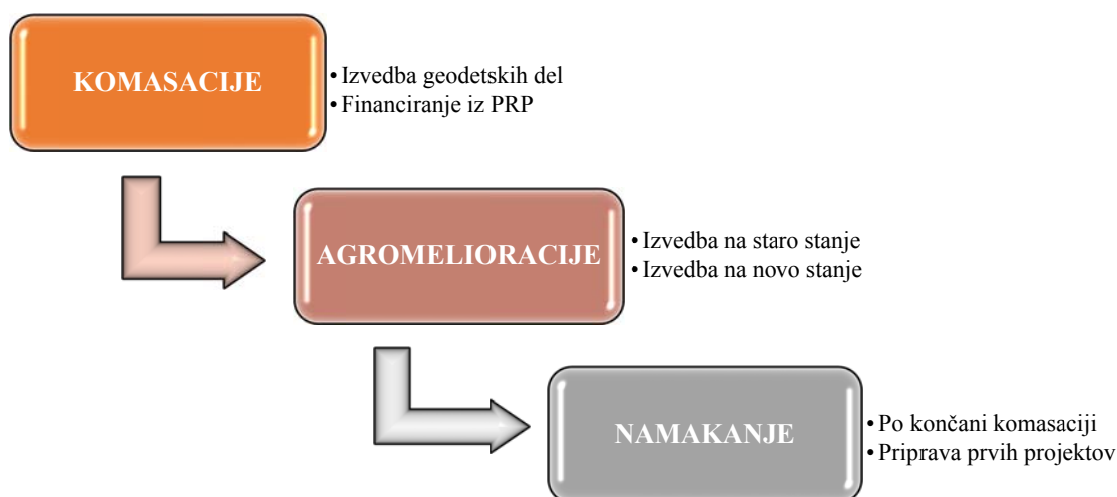 KOMASACIJE
• Izvedba geodetskih del
• Financiranje iz PRP
AGROMELIORACIJE
• Izvedba na staro stanje
• Izvedba na novo stanje
NAMAKANJE
• Po končani komasaciji
• Priprava prvih projektov